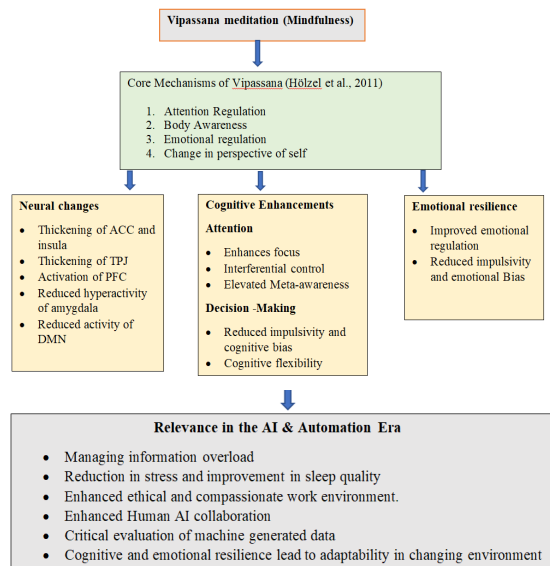 Vipassana meditation (Mindfulness)
Core Mechanisms of Vipassana (Hölzel et al., 2011)
1. Attention Regulation
2. Body Awareness
3. Emotional regulation
4. Change in perspective of self
Neural changes
• Thickening of ACC and
insula
• Thickening of TPJ
• Activation of PFC
• Reduced hyperactivity
of amygdala
• Reduced activity of
DMN
Cognitive Enhancements
Attention
• Enhances focus
• Interferential control
• Elevated Meta-awareness
Decision -Making
• Reduced impulsivity and
cognitive bias
• Cognitive flexibility
Emotional resilience
• Improved emotional
regulation
• Reduced impulsivity
and emotional Bias
Relevance in the AI & Automation Era
• Managing information overload
• Reduction in stress and improvement in sleep quality
• Enhanced ethical and compassionate work environment.
• Enhanced Human AI collaboration
• Critical evaluation of machine generated data
• Cognitive and emotional resilience lead to adaptability in changing environment